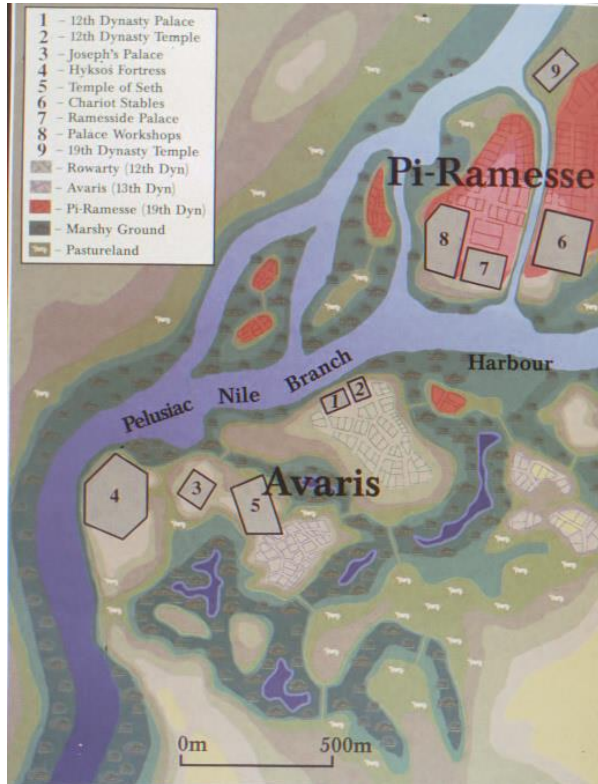 1 – 12th Dynasty Palace
2 – 12th Dynasty Temple
3 – Joseph's Palace
4 – Hyksos Fortress
5 – Temple of Seth
6 – Chariot Stables
7 – Ramesside Palace
8 – Palace Workshops
9 – 19th Dynasty Temple
– Rowarty (12th Dyn)
– Avaris (13th Dyn)
– Pi-Ramesse (19th Dyn)
– Marshy Ground
– Pastureland
9
Pi-Ramesse
8
7
6
Harbour
Pelusiac Nile Branch
1
2
Avaris
3
4
5
0m
500m